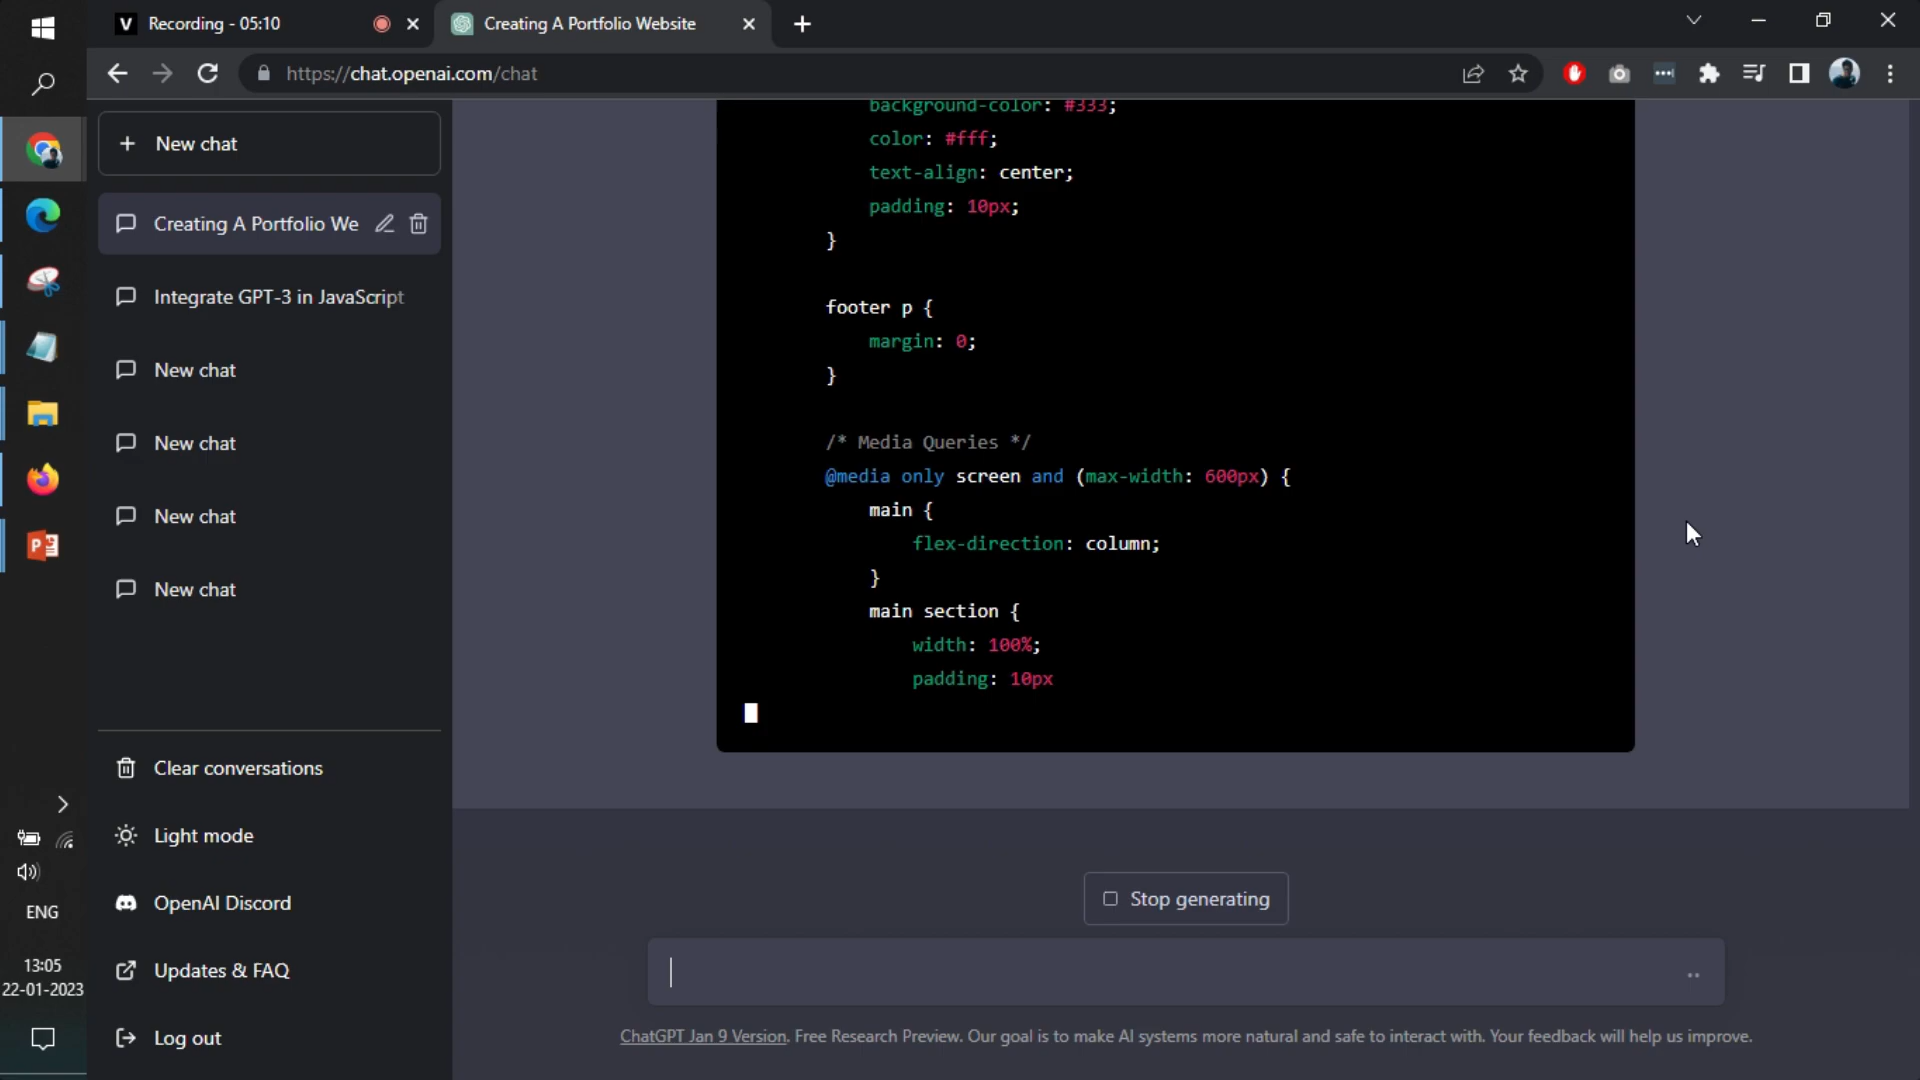 Recording - 05:10
Creating A Portfolio Website
https://chat.openai.com/chat
New chat
Creating A Portfolio We
Integrate GPT-3 in JavaScript
New chat
New chat
New chat
New chat
Clear conversations
Light mode
OpenAI Discord
Updates & FAQ
Log out
ENG
13:05
22-01-2023
background-color: #333;
color: #fff;
text-align: center;
padding: 10px;
}
footer p {
margin: 0;
}
/* Media Queries */
@media only screen and (max-width: 600px) {
main {
flex-direction: column;
}
main section {
width: 100%;
padding: 10px
Stop generating
ChatGPT Jan 9 Version. Free Research Preview. Our goal is to make AI systems more natural and safe to interact with. Your feedback will help us improve.